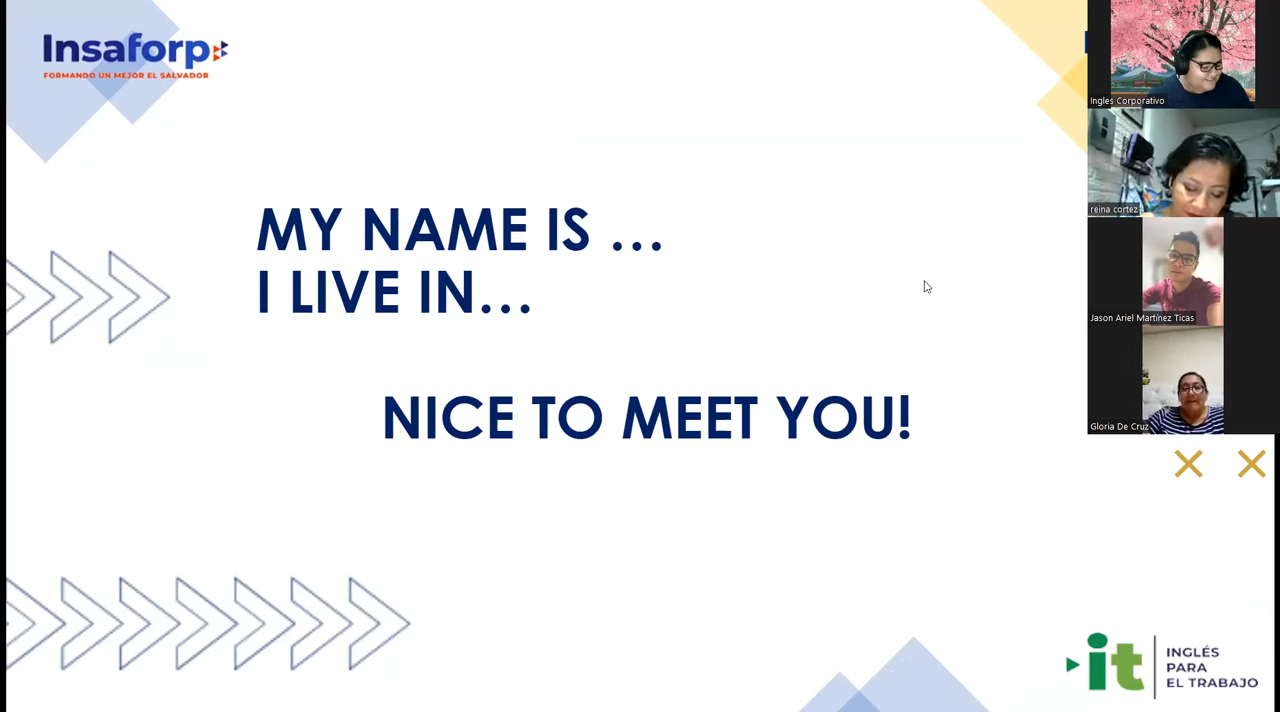 Insaforp
FORMANDO UN MEJOR EL SALVADOR
MY NAME IS ...
I LIVE IN...
NICE TO MEET YOU!
Ingles Corporativo
reina cortez
Jason Ariel Martínez Ticas
Gloria De Cruz
it
INGLÉS
PARA
EL TRABAJO